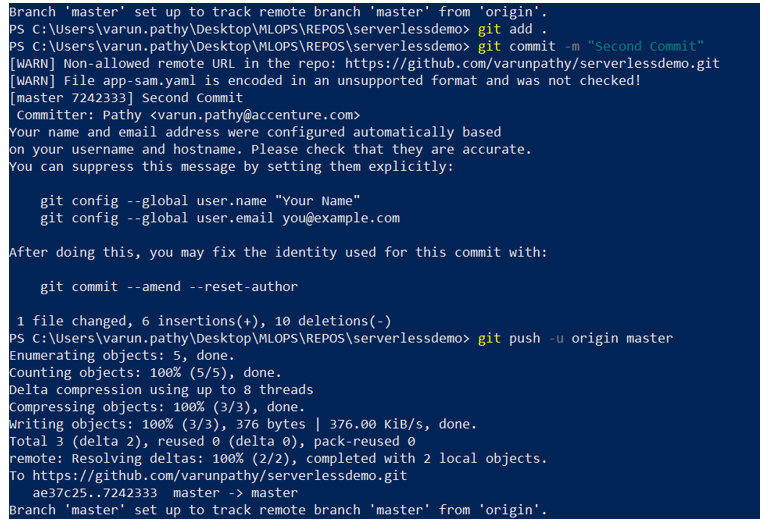 Branch 'master' set up to track remote branch 'master' from 'origin'.
PS C:\Users\varun.pathy\Desktop\MLOPS\REPOS\serverlessdemo> git add .
PS C:\Users\varun.pathy\Desktop\MLOPS\REPOS\serverlessdemo> git commit -m "Second Commit"
[WARN] Non-allowed remote URL in the repo: https://github.com/varunpathy/serverlessdemo.git
[WARN] File app-sam.yaml is encoded in an unsupported format and was not checked!
[master 7242333] Second Commit
 Committer: Pathy <varun.pathy@accenture.com>
Your name and email address were configured automatically based
on your username and hostname. Please check that they are accurate.
You can suppress this message by setting them explicitly:

    git config --global user.name "Your Name"
    git config --global user.email you@example.com

After doing this, you may fix the identity used for this commit with:

    git commit --amend --reset-author

 1 file changed, 6 insertions(+), 10 deletions(-)
PS C:\Users\varun.pathy\Desktop\MLOPS\REPOS\serverlessdemo> git push -u origin master
Enumerating objects: 5, done.
Counting objects: 100% (5/5), done.
Delta compression using up to 8 threads
Compressing objects: 100% (3/3), done.
Writing objects: 100% (3/3), 376 bytes | 376.00 KiB/s, done.
Total 3 (delta 2), reused 0 (delta 0), pack-reused 0
remote: Resolving deltas: 100% (2/2), completed with 2 local objects.
To https://github.com/varunpathy/serverlessdemo.git
   ae37c25..7242333  master -> master
Branch 'master' set up to track remote branch 'master' from 'origin'.